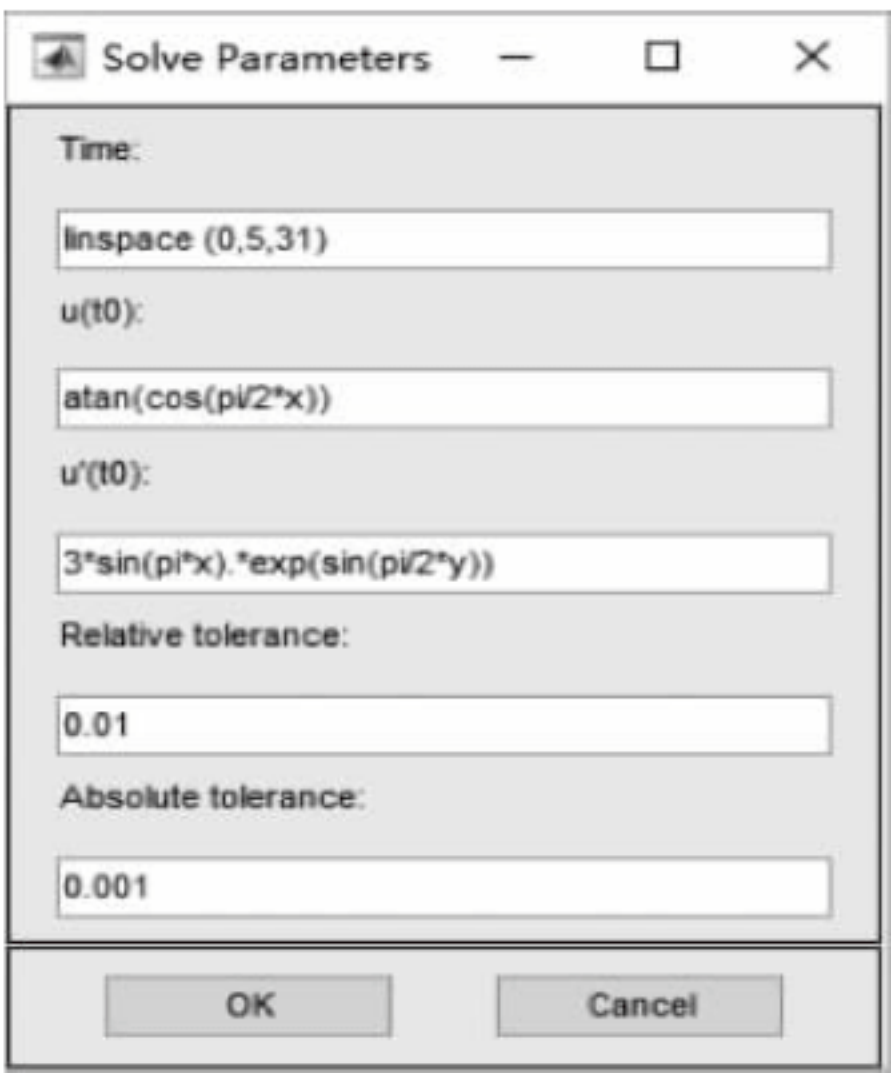 Solve Parameters
Time:
linspace (0,5,31)
u(t0):
atan(cos(pi/2*x))
u'(t0):
3*sin(pi*x).*exp(sin(pi/2*y))
Relative tolerance:
0.01
Absolute tolerance:
0.001
OK Cancel